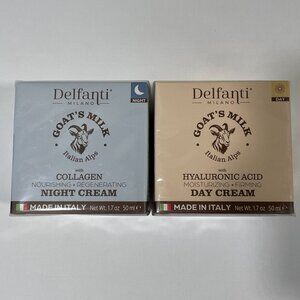 Delfanti
MILANO
NIGHT
GOAT'S MILK
Italian Alps
with
COLLAGEN
NOURISHING • REGENERATING
NIGHT CREAM
MADE IN ITALY Net Wt. 1.7 oz 50 ml e
Delfanti
MILANO
DAY
GOAT'S MILK
Italian Alps
with
HYALURONIC ACID
MOISTURIZING • FIRMING
DAY CREAM
MADE IN ITALY Net Wt. 1.7 oz 50 ml e